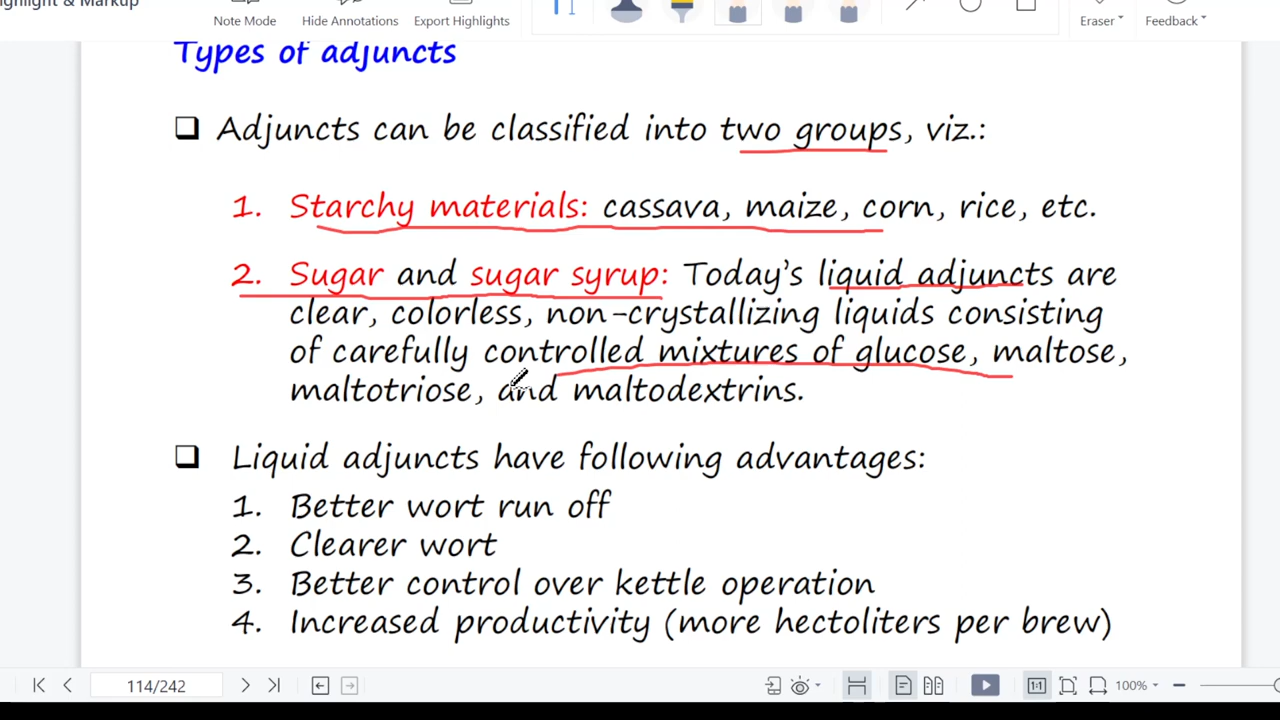 ighlight & Markup
Note Mode
Hide Annotations
Export Highlights
Eraser
Feedback
Types of adjuncts
❑ Adjuncts can be classified into two groups, viz.:
1. Starchy materials: cassava, maize, corn, rice, etc.
2. Sugar and sugar syrup: Today's liquid adjuncts are
clear, colorless, non-crystallizing liquids consisting
of carefully controlled mixtures of glucose, maltose,
maltotriose, and maltodextrins.
❑ Liquid adjuncts have following advantages:
1. Better wort run off
2. Clearer wort
3. Better control over kettle operation
4. Increased productivity (more hectoliters per brew)
114/242
100%